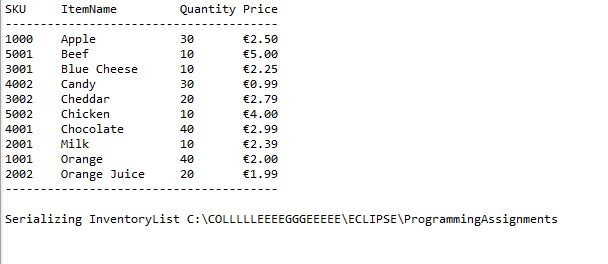 SKU ItemName Quantity Price
---------------------------------------
1000 Apple 30 €2.50
5001 Beef 10 €5.00
3001 Blue Cheese 10 €2.25
4002 Candy 30 €0.99
3002 Cheddar 20 €2.79
5002 Chicken 10 €4.00
4001 Chocolate 40 €2.99
2001 Milk 10 €2.39
1001 Orange 40 €2.00
2002 Orange Juice 20 €1.99
---------------------------------------
Serializing InventoryList C:\COLLLLLEEEEGGGEEEEE\ECLIPSE\ProgrammingAssignments